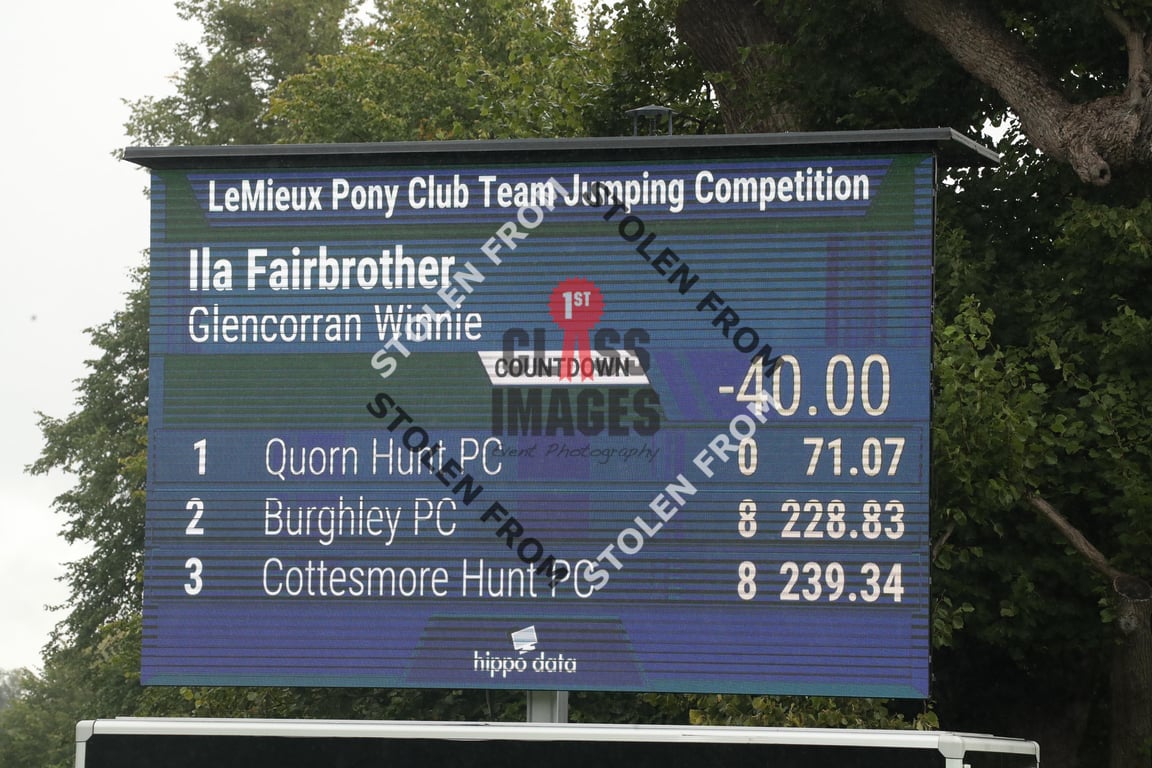 LeMieux Pony Club Team Jumping Competition
Ila Fairbrother
Glencorran Winnie
COUNTDOWN -40.00
1 Quorn Hunt PC 0 71.07
2 Burghley PC 8 228.83
3 Cottesmore Hunt PC 8 239.34
hippo data
STOLEN FROM
STOLEN FROM
1ST
CLASS
IMAGES
Event Photography
STOLEN FROM
STOLEN FROM